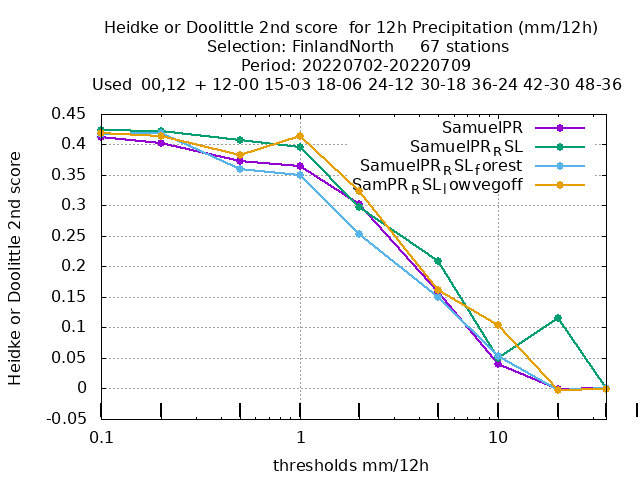 Heidke or Doolittle 2nd score  for 12h Precipitation (mm/12h)
Selection: FinlandNorth     67 stations
Period: 20220702-20220709
Used  00,12  + 12-00 15-03 18-06 24-12 30-18 36-24 42-30 48-36
SamuelPR
SamuelPR_RSL
SamuelPR_RSL_forest
SamPR_RSL_lowvegoff
Heidke or Doolittle 2nd score
0.45
0.4
0.35
0.3
0.25
0.2
0.15
0.1
0.05
0
-0.05
0.1 1 10
thresholds mm/12h